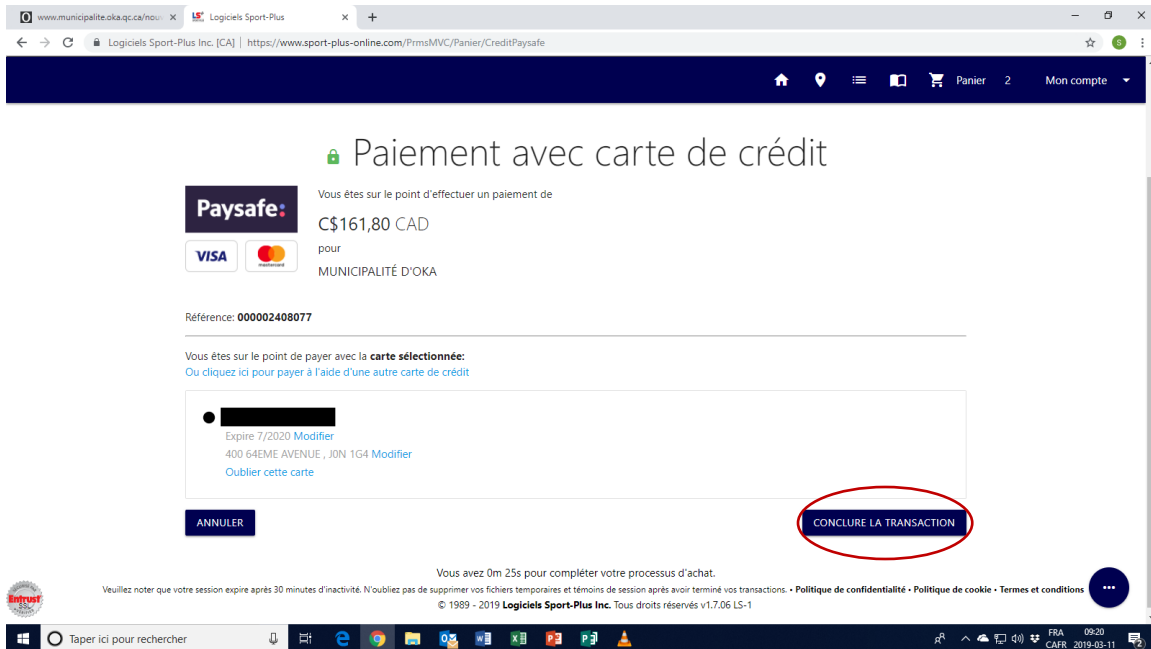 www.municipalite.oka.qc.ca/nouv
Logiciels Sport-Plus
Logiciels Sport-Plus Inc. [CA] | https://www.sport-plus-online.com/PrmsMVC/Panier/CreditPaysafe
S
Panier 2 Mon compte
Paiement avec carte de crédit
Paysafe:
VISA mastercard
Vous êtes sur le point d'effectuer un paiement de
C$161,80 CAD
pour
MUNICIPALITÉ D'OKA
Référence: 000002408077
Vous êtes sur le point de payer avec la carte sélectionnée:
Ou cliquez ici pour payer à l'aide d'une autre carte de crédit
Expire 7/2020 Modifier
400 64EME AVENUE , J0N 1G4 Modifier
Oublier cette carte
ANNULER CONCLURE LA TRANSACTION
Vous avez 0m 25s pour compléter votre processus d'achat.
Veuillez noter que votre session expire après 30 minutes d'inactivité. N'oubliez pas de supprimer vos fichiers temporaires et témoins de session après avoir terminé vos transactions. • Politique de confidentialité • Politique de cookie • Termes et conditions
© 1989 - 2019 Logiciels Sport-Plus Inc. Tous droits réservés v1.7.06 LS-1
Entrust
SSL
Taper ici pour rechercher
FRA 09:20
CAFR 2019-03-11
2